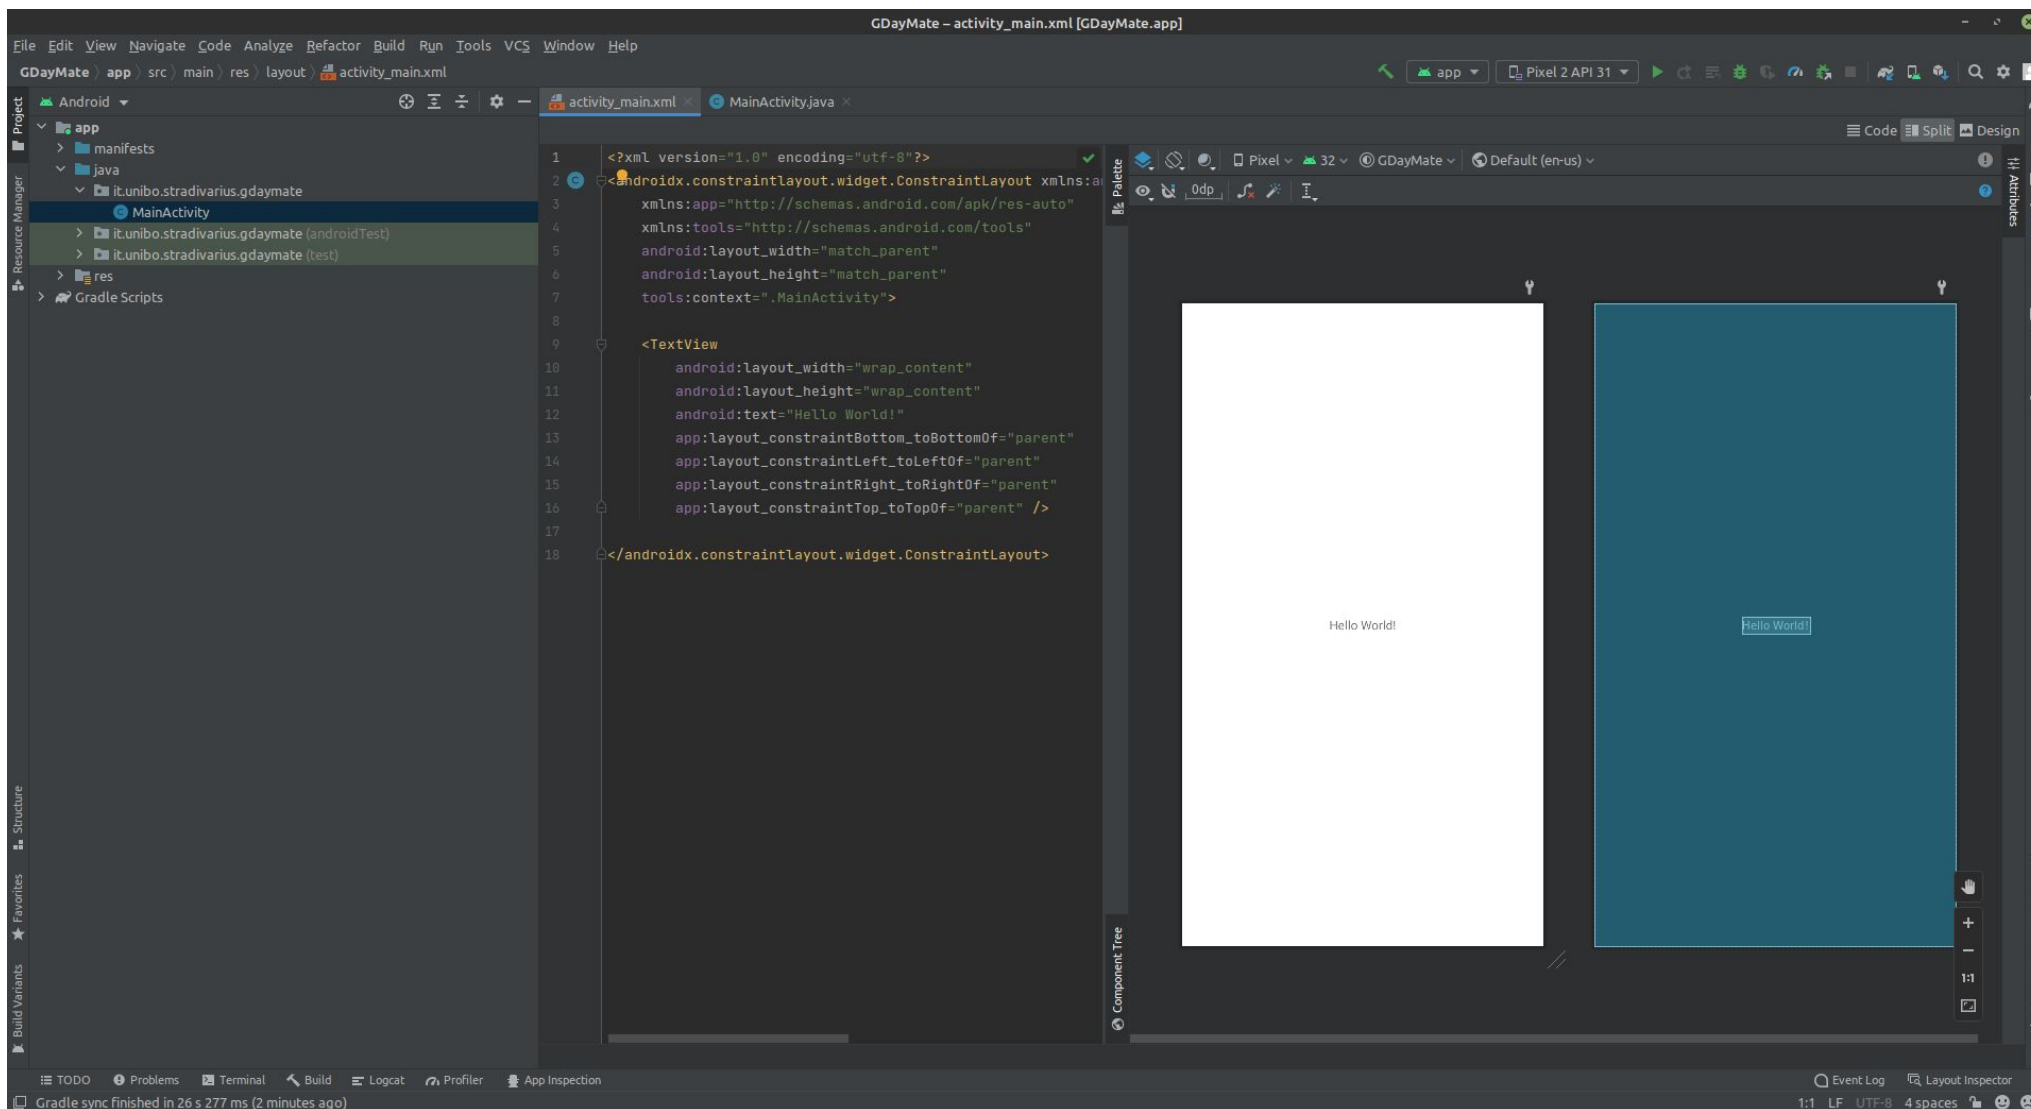 GDayMate – activity_main.xml [GDayMate.app]
File Edit View Navigate Code Analyze Refactor Build Run Tools VCS Window Help
GDayMate app src main res layout activity_main.xml
app Pixel 2 API 31
Project
Android
activity_main.xml MainActivity.java
Code Split Design
app
manifests
java
it.unibo.stradivarius.gdaymate
MainActivity
it.unibo.stradivarius.gdaymate (androidTest)
it.unibo.stradivarius.gdaymate (test)
res
Gradle Scripts
Resource Manager
Structure
Favorites
Build Variants
1 <?xml version="1.0" encoding="utf-8"?>
2 <androidx.constraintlayout.widget.ConstraintLayout xmlns:a
3 xmlns:app="http://schemas.android.com/apk/res-auto"
4 xmlns:tools="http://schemas.android.com/tools"
5 android:layout_width="match_parent"
6 android:layout_height="match_parent"
7 tools:context=".MainActivity">
8
9 <TextView
10 android:layout_width="wrap_content"
11 android:layout_height="wrap_content"
12 android:text="Hello World!"
13 app:layout_constraintBottom_toBottomOf="parent"
14 app:layout_constraintLeft_toLeftOf="parent"
15 app:layout_constraintRight_toRightOf="parent"
16 app:layout_constraintTop_toTopOf="parent" />
17
18 </androidx.constraintlayout.widget.ConstraintLayout>
Palette
Component Tree
Pixel 32 GDayMate Default (en-us)
0dp
Attributes
Hello World!
Hello World!
1:1
TODO Problems Terminal Build Logcat Profiler App Inspection
Event Log Layout Inspector
Gradle sync finished in 26 s 277 ms (2 minutes ago)
1:1 LF UTF-8 4 spaces